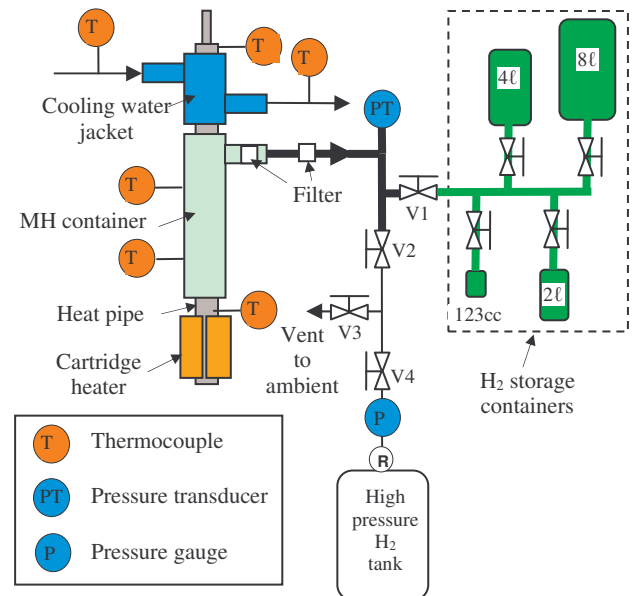 T
T
T
Cooling water
jacket
PT
4ℓ
8ℓ
Filter
T
V1
MH container
V2
T
2ℓ
123cc
Heat pipe
T
V3
Vent
to
ambient
Cartridge
heater
V4
H2 storage
containers
P
R
High
pressure
H2
tank
T Thermocouple
PT Pressure transducer
P Pressure gauge